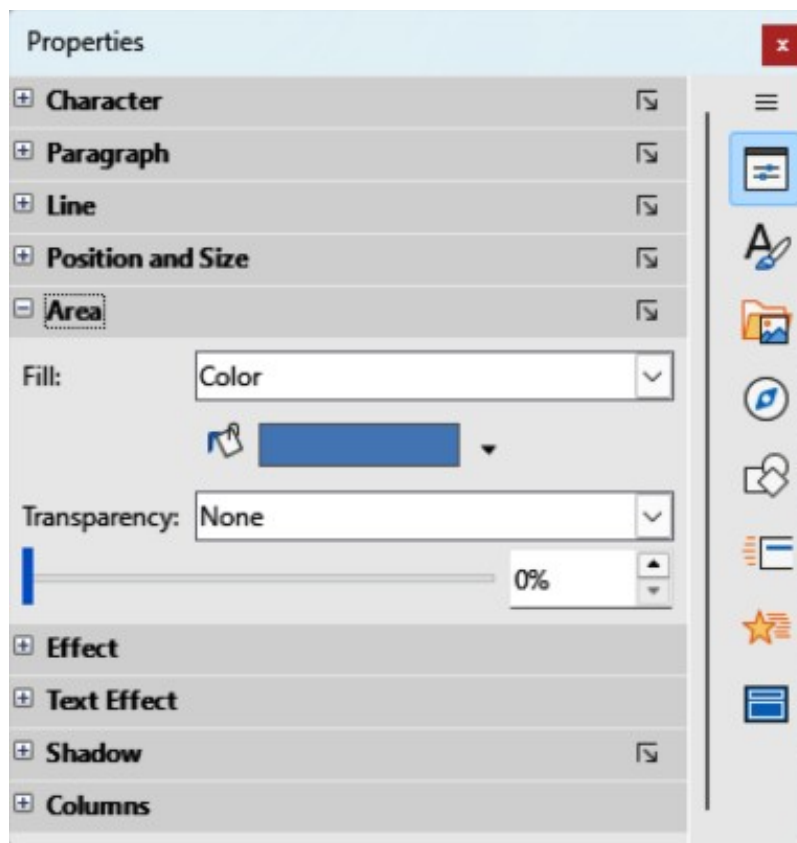 Properties
Character
Paragraph
Line
Position and Size
Area
Fill: Color
Transparency: None
0%
Effect
Text Effect
Shadow
Columns